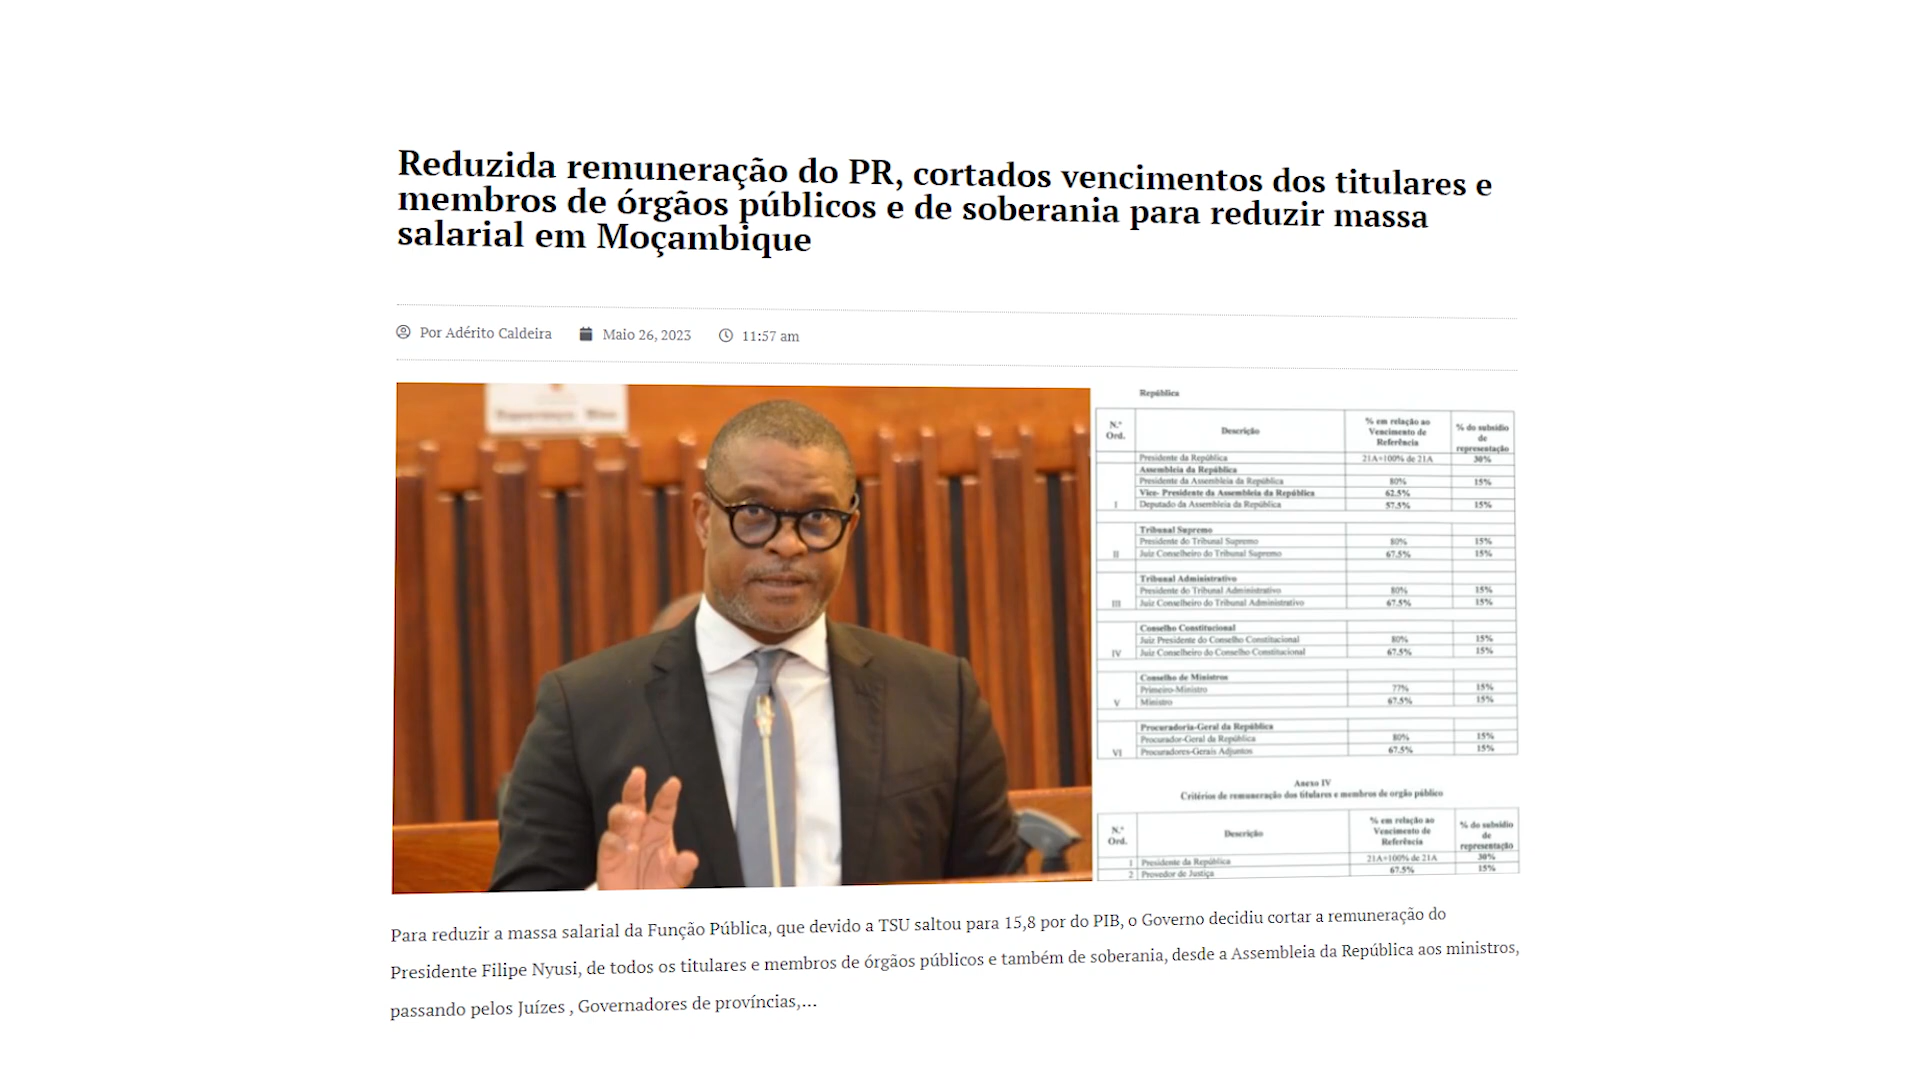 Reduzida remuneração do PR, cortados vencimentos dos titulares e
membros de órgãos públicos e de soberania para reduzir massa
salarial em Moçambique
Por Adérito Caldeira Maio 26, 2023 11:57 am
República
N.º Ord. Descrição % em relação ao Vencimento de Referência % do subsídio de representação
Presidente da República 21A+100% de 21A 30%
Assembleia da República
Presidente da Assembleia da República 80% 15%
Vice- Presidente da Assembleia da República 62.5%
I Deputado da Assembleia da República 57.5% 15%
Tribunal Supremo
Presidente do Tribunal Supremo 80% 15%
II Juiz Conselheiro do Tribunal Supremo 67.5% 15%
Tribunal Administrativo
Presidente do Tribunal Administrativo 80% 15%
III Juiz Conselheiro do Tribunal Administrativo 67.5% 15%
Conselho Constitucional
Juiz Presidente do Conselho Constitucional 80% 15%
IV Juiz Conselheiro do Conselho Constitucional 67.5% 15%
Conselho de Ministros
Primeiro-Ministro 77% 15%
V Ministro 67.5% 15%
Procuradoria-Geral da República
Procurador-Geral da República 80% 15%
VI Procuradores-Gerais Adjuntos 67.5% 15%
Anexo IV
Critérios de remuneração dos titulares e membros de orgão público
N.º Ord. Descrição % em relação ao Vencimento de Referência % do subsídio de representação
1 Presidente da República 21A+100% de 21A 30%
2 Provedor de Justiça 67.5% 15%
Para reduzir a massa salarial da Função Pública, que devido a TSU saltou para 15,8 por do PIB, o Governo decidiu cortar a remuneração do
Presidente Filipe Nyusi, de todos os titulares e membros de órgãos públicos e também de soberania, desde a Assembleia da República aos ministros,
passando pelos Juízes , Governadores de províncias,...